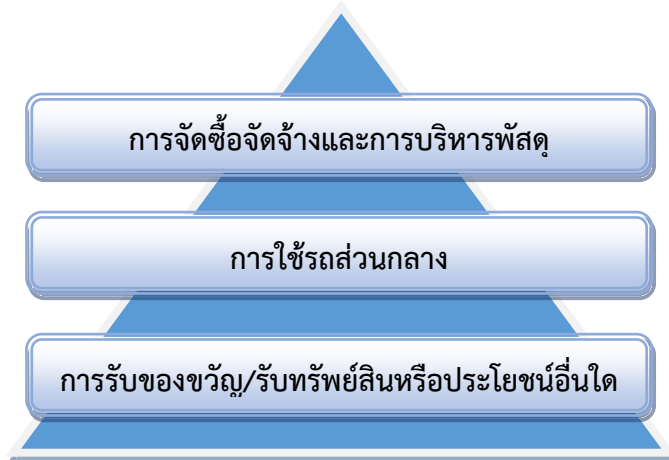 การจัดซื้อจัดจ้างและการบริหารพัสดุ
การใช้รถส่วนกลาง
การรับของขวัญ/รับทรัพย์สินหรือประโยชน์อื่นใด